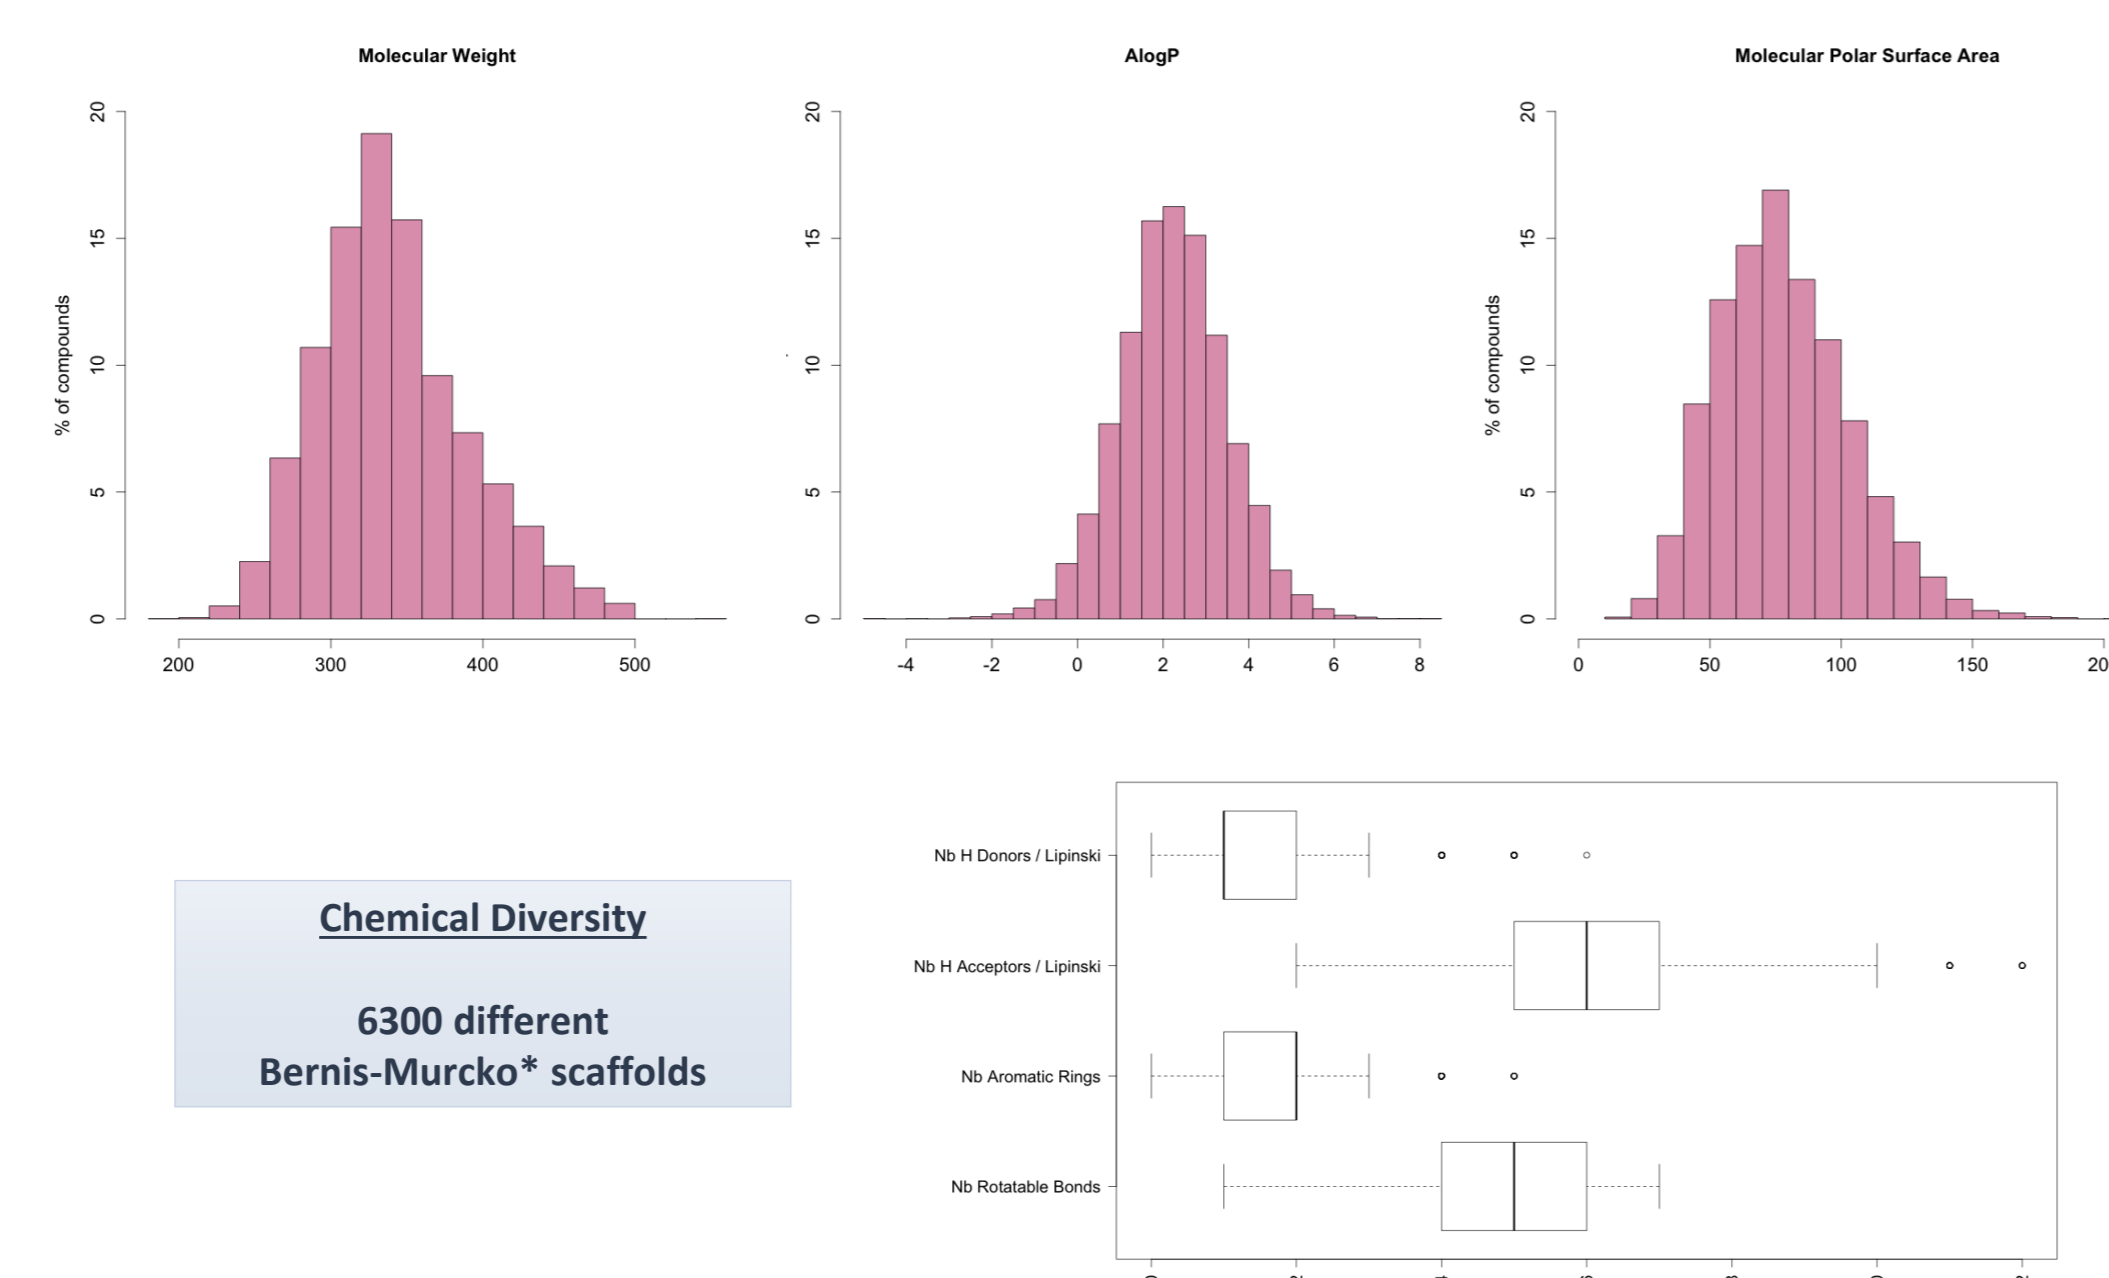 Molecular Weight
AlogP
Molecular Polar Surface Area
% of compounds
20
15
10
5
0
200 300 400 500
20
15
10
5
0
-4 -2 0 2 4 6 8
% of compounds
20
15
10
5
0
0 50 100 150
Chemical Diversity
6300 different
Bernis-Murcko* scaffolds
Nb H Donors / Lipinski
Nb H Acceptors / Lipinski
Nb Aromatic Rings
Nb Rotatable Bonds